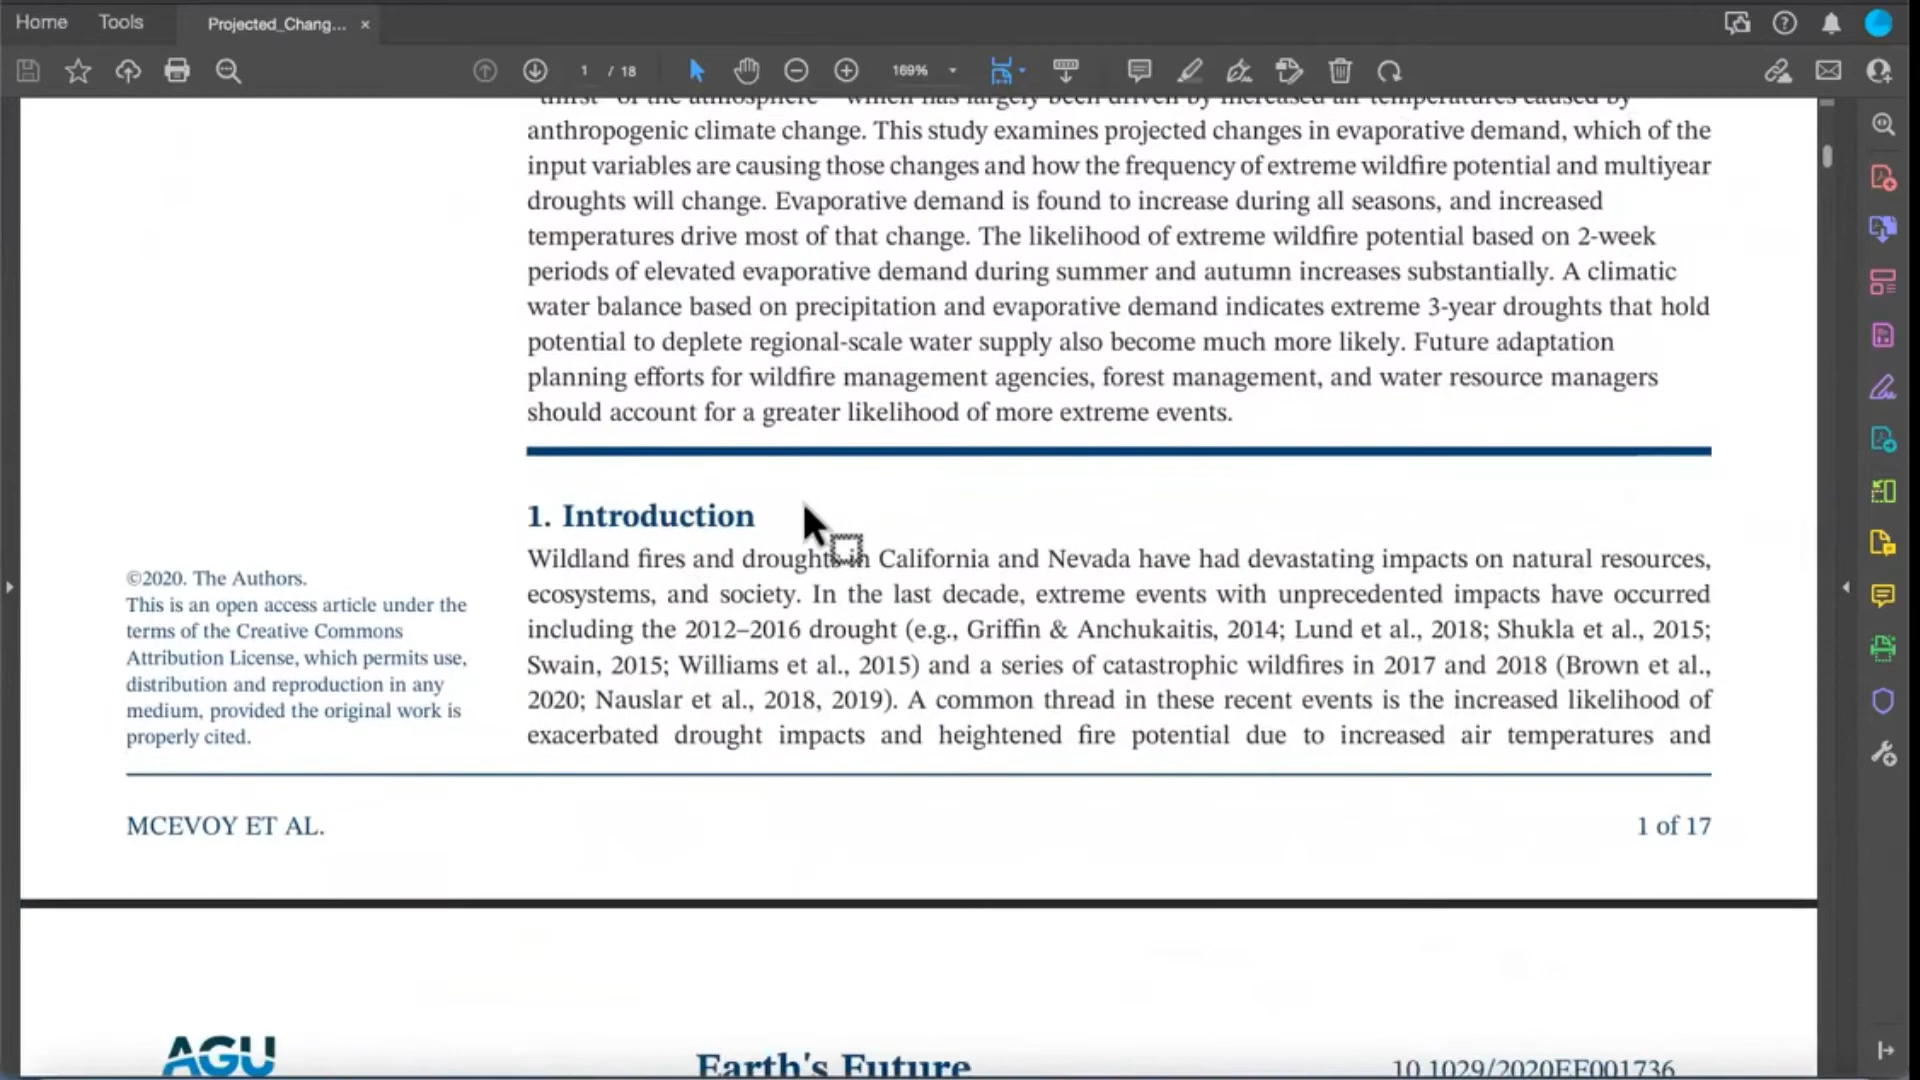 Home Tools Projected_Chang... ×
1 / 18 169%
"thirst" of the atmosphere—which has largely been driven by increased air temperatures caused by
anthropogenic climate change. This study examines projected changes in evaporative demand, which of the
input variables are causing those changes and how the frequency of extreme wildfire potential and multiyear
droughts will change. Evaporative demand is found to increase during all seasons, and increased
temperatures drive most of that change. The likelihood of extreme wildfire potential based on 2-week
periods of elevated evaporative demand during summer and autumn increases substantially. A climatic
water balance based on precipitation and evaporative demand indicates extreme 3-year droughts that hold
potential to deplete regional-scale water supply also become much more likely. Future adaptation
planning efforts for wildfire management agencies, forest management, and water resource managers
should account for a greater likelihood of more extreme events.
1. Introduction
Wildland fires and droughts in California and Nevada have had devastating impacts on natural resources,
ecosystems, and society. In the last decade, extreme events with unprecedented impacts have occurred
including the 2012–2016 drought (e.g., Griffin & Anchukaitis, 2014; Lund et al., 2018; Shukla et al., 2015;
Swain, 2015; Williams et al., 2015) and a series of catastrophic wildfires in 2017 and 2018 (Brown et al.,
2020; Nauslar et al., 2018, 2019). A common thread in these recent events is the increased likelihood of
exacerbated drought impacts and heightened fire potential due to increased air temperatures and
©2020. The Authors.
This is an open access article under the
terms of the Creative Commons
Attribution License, which permits use,
distribution and reproduction in any
medium, provided the original work is
properly cited.
MCEVOY ET AL.
1 of 17
AGU
Earth's Future
10.1029/2020EF001736